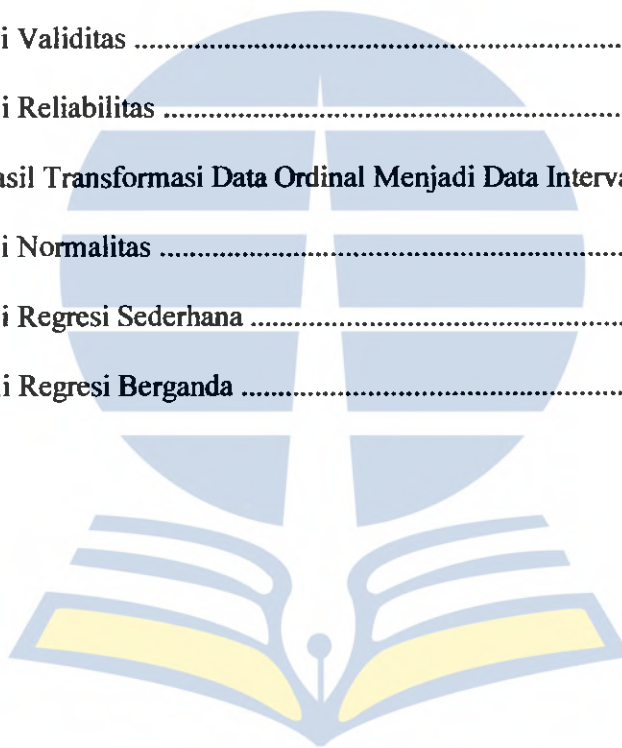 i Validitas ................................................................
i Reliabilitas ................................................................
asil Transformasi Data Ordinal Menjadi Data Interva
i Normalitas ................................................................
i Regresi Sederhana ................................................................
i Regresi Berganda ................................................................